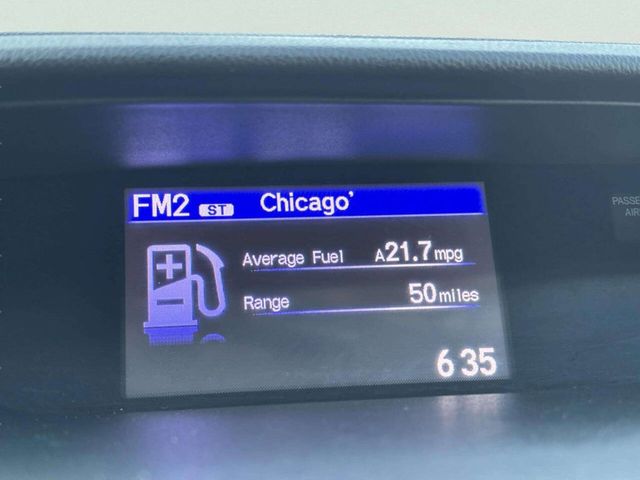 FM2 ST Chicago'
Average Fuel A21.7mpg
Range 50miles
6 35